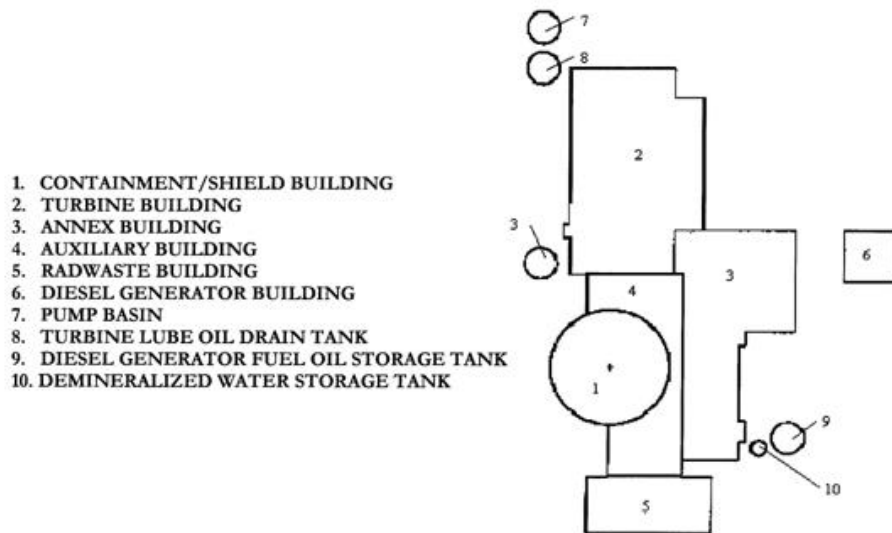 7
8
2
1. CONTAINMENT/SHIELD BUILDING
2. TURBINE BUILDING
3. ANNEX BUILDING
4. AUXILIARY BUILDING
5. RADWASTE BUILDING
6. DIESEL GENERATOR BUILDING
7. PUMP BASIN
8. TURBINE LUBE OIL DRAIN TANK
9. DIESEL GENERATOR FUEL OIL STORAGE TANK
10. DEMINERALIZED WATER STORAGE TANK
3
6
3
4
1
9
10
5